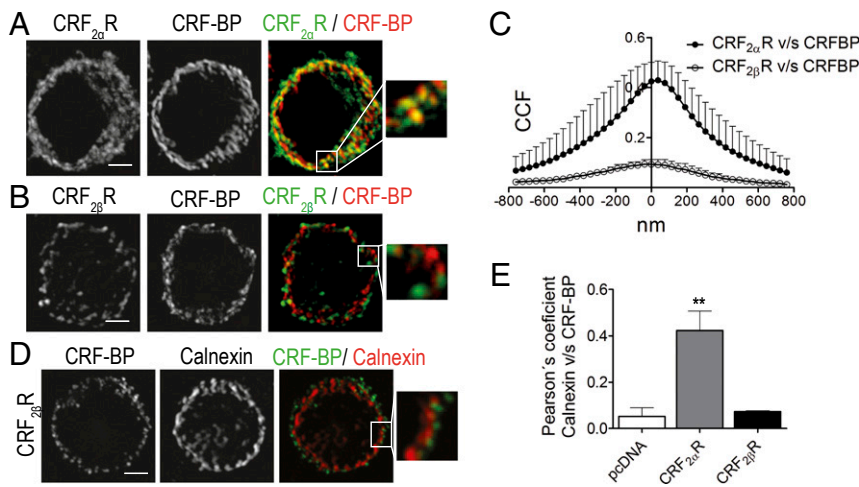 A
CRF2αR CRF-BP CRF2αR / CRF-BP
B
CRF2βR CRF-BP CRF2βR / CRF-BP
D
CRF-BP Calnexin CRF-BP/ Calnexin
CRF2βR
C
CRF2αR v/s CRFBP
CRF2βR v/s CRFBP
CCF
0.6
0.4
0.2
-800 -600 -400 -200 0 200 400 600 800
nm
E
Pearson´s coeficient
Calnexin v/s CRF-BP
0.6
0.4
0.2
0.0
**
pcDNA
CRF2αR
CRF2βR